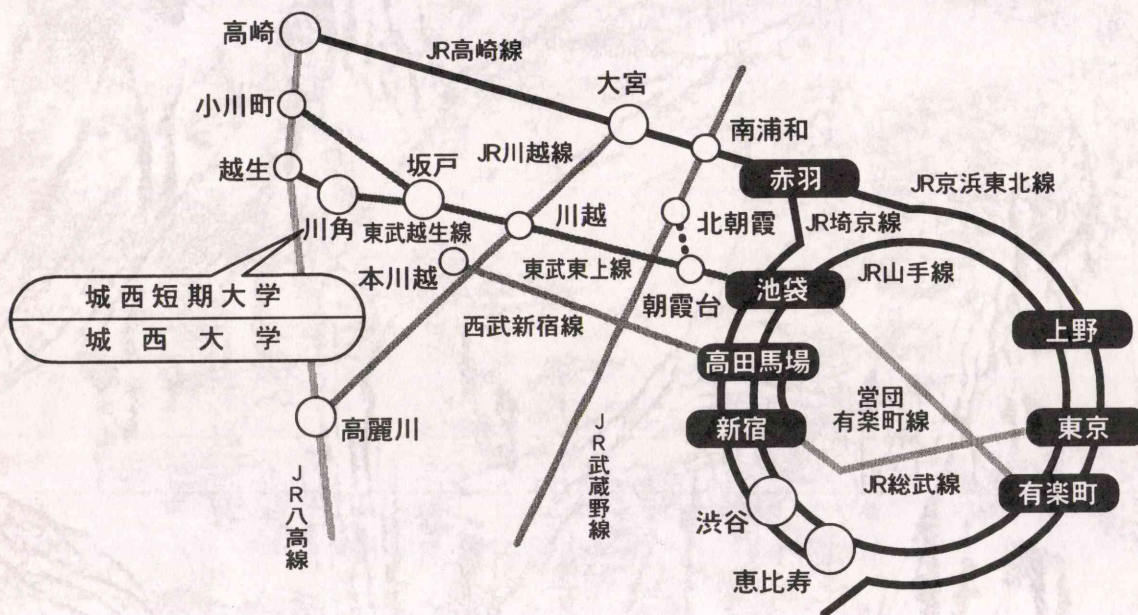 高崎
JR高崎線
大宮
小川町
南浦和
JR川越線
坂戸
越生
赤羽
JR京浜東北線
川越
北朝霞
JR埼京線
川角
東武越生線
本川越
東武東上線
朝霞台
JR山手線
池袋
城西短期大学
城西大学
西武新宿線
上野
高田馬場
営団
有楽町線
高麗川
新宿
東京
JR武蔵野線
JR総武線
有楽町
JR八高線
渋谷
恵比寿